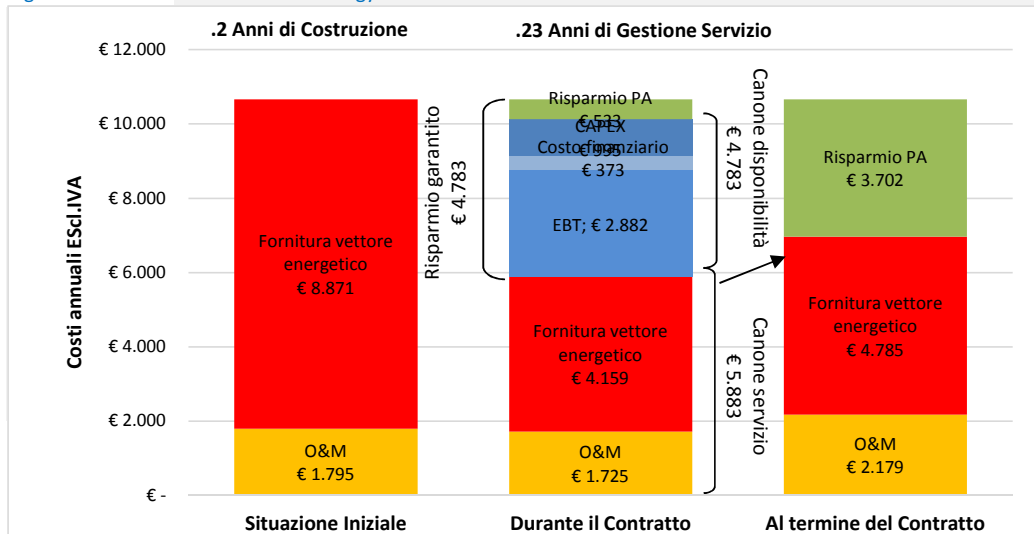 .2 Anni di Costruzione
.23 Anni di Gestione Servizio
Costi annuali EScl.IVA
€ 12.000
€ 10.000
€ 8.000
€ 6.000
€ 4.000
€ 2.000
€ -
Fornitura vettore
energetico
€ 8.871
O&M
€ 1.795
Situazione Iniziale
Risparmio garantito
€ 4.783
Risparmio PA
€ 533
CAPEX
€ 995
Costo finanziario
€ 373
EBT; € 2.882
Fornitura vettore
energetico
€ 4.159
O&M
€ 1.725
Durante il Contratto
Canone disponibilità
€ 4.783
Canone servizio
€ 5.883
Risparmio PA
€ 3.702
Fornitura vettore
energetico
€ 4.785
O&M
€ 2.179
Al termine del Contratto